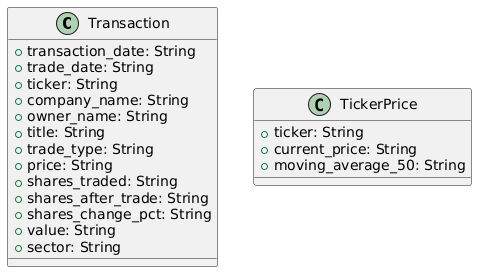 C Transaction
transaction_date: String
trade_date: String
ticker: String
company_name: String
owner_name: String
title: String
trade_type: String
price: String
shares_traded: String
shares_after_trade: String
shares_change_pct: String
value: String
sector: String
C TickerPrice
ticker: String
current_price: String
moving_average_50: String